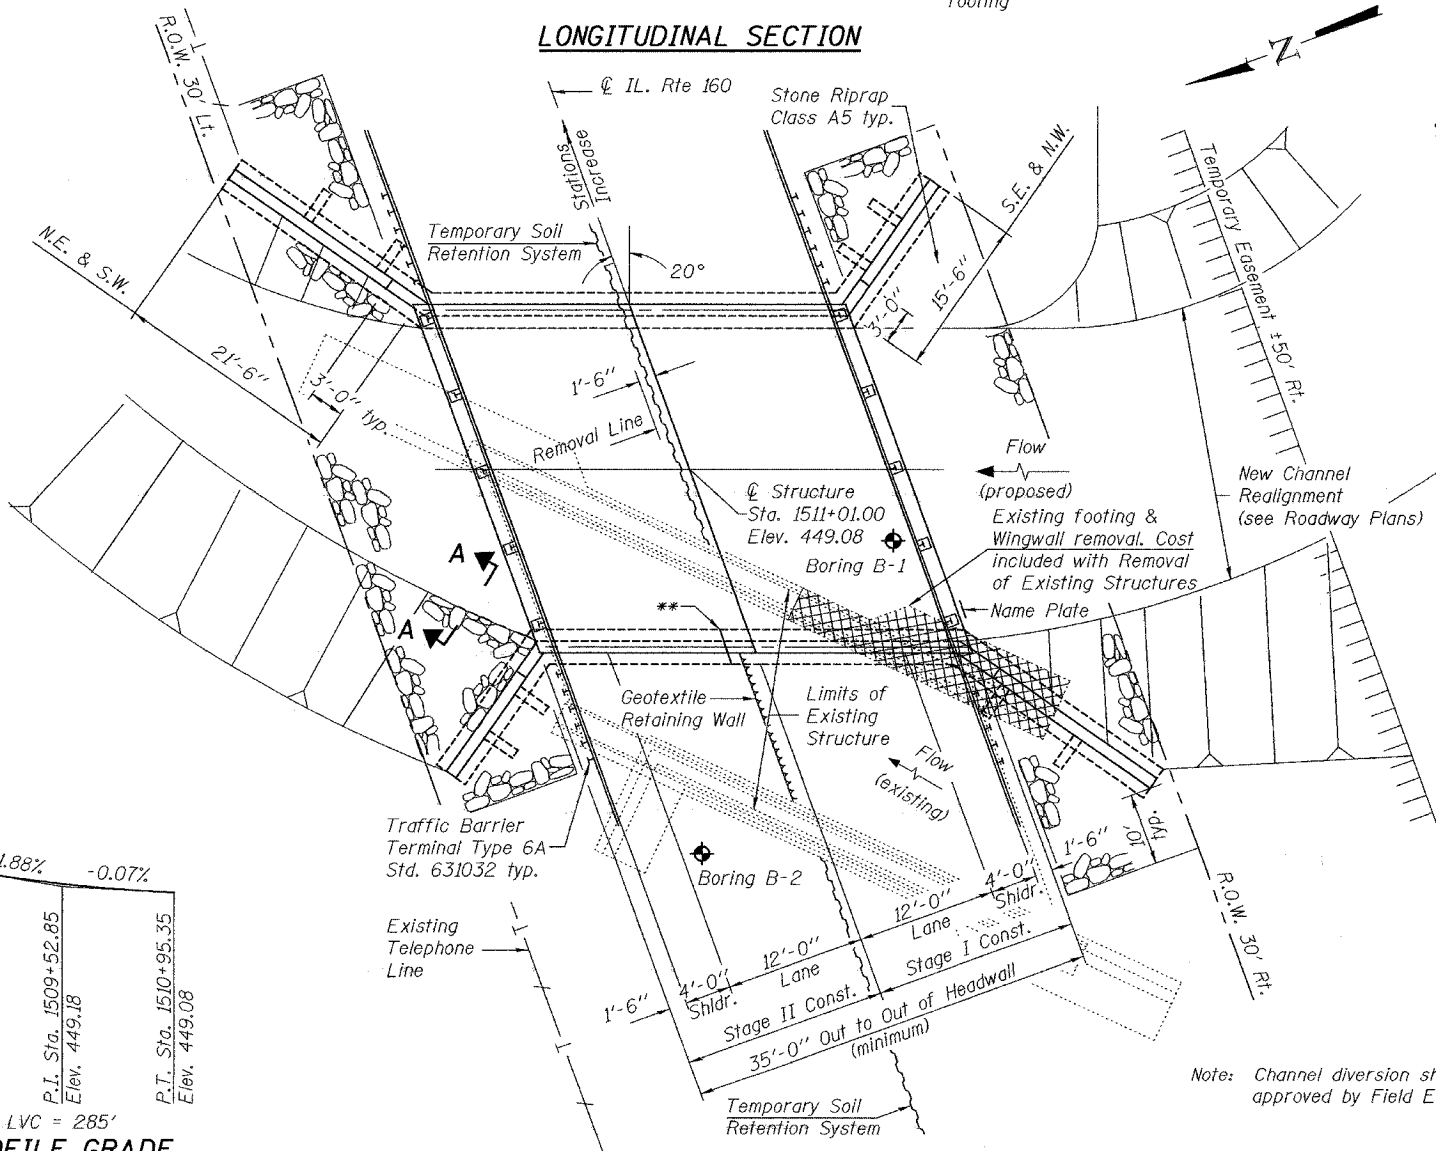 footing
LONGITUDINAL SECTION
N
R.O.W. 30' Lt.
℄ IL. Rte 160
Stone Riprap
Class A5 typ.
Stations
Increase
S.E. & N.W.
Temporary Easement ±50' Rt.
Temporary Soil
Retention System
20°
N.E. & S.W.
15'-6"
3'-0"
21'-6"
3'-0" typ.
1'-6"
Removal Line
Flow
(proposed)
℄ Structure
Sta. 1511+01.00
Elev. 449.08
New Channel
Realignment
(see Roadway Plans)
Existing footing &
Wingwall removal. Cost
included with Removal
of Existing Structures
Boring B-1
A
A
**
Name Plate
Geotextile
Retaining Wall
Limits of
Existing
Structure
Flow
(existing)
Traffic Barrier
Terminal Type 6A
Std. 631032 typ.
Boring B-2
1'-6"
10'
typ.
4'-0"
Shldr.
12'-0"
Lane
12'-0"
Lane
4'-0"
Shldr.
1'-6"
Stage I Const.
Stage II Const.
35'-0" Out to Out of Headwall
(minimum)
R.O.W. 30' Rt.
Existing
Telephone
Line
1.88%
-0.07%
P.I. Sta. 1509+52.85
Elev. 449.18
P.T. Sta. 1510+95.35
Elev. 449.08
LVC = 285'
OFILE GRADE
Temporary Soil
Retention System
Note: Channel diversion sh
approved by Field E